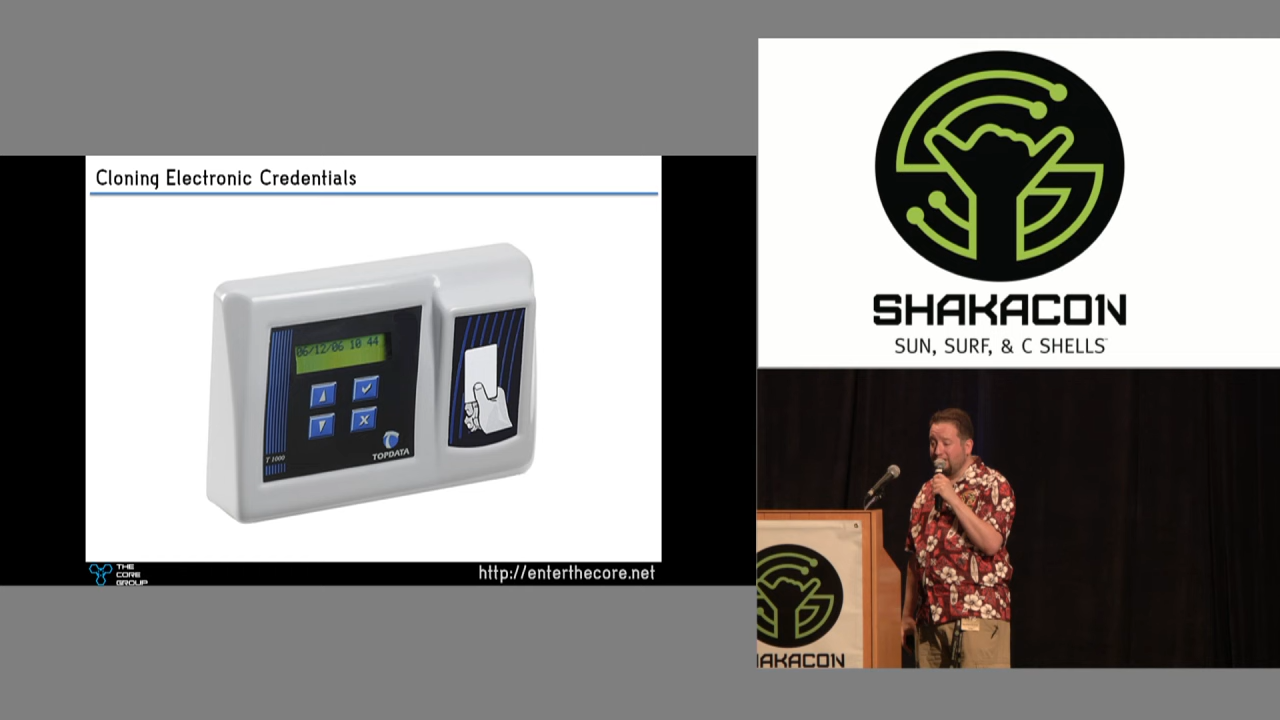 Cloning Electronic Credentials
06/12/06 10 44
T 1000
TOPDATA
THE
CORE
GROUP
http://enterthecore.net
SHAKACON
SUN, SURF, & C SHELLS
AKACON